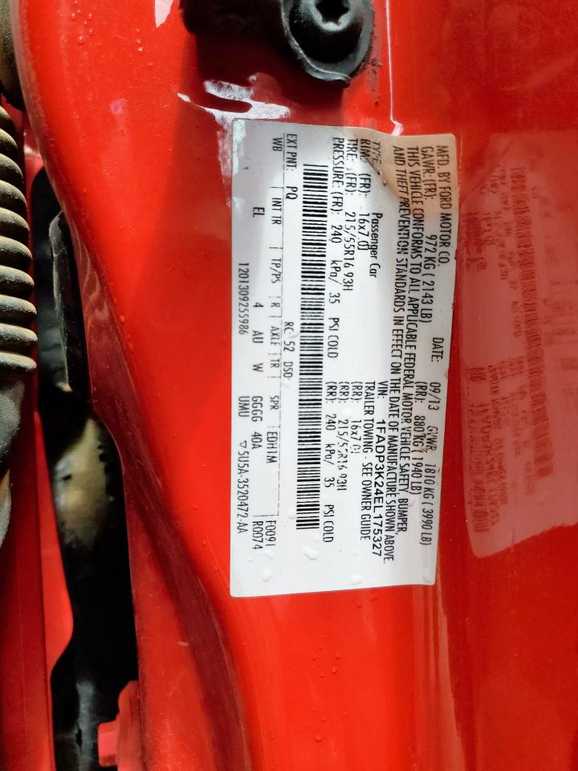 MFD. BY FORD MOTOR CO.
DATE: 09/13 GVWR: 1810 KG ( 3990 LB)
GAWR: (FR): 972 KG ( 2143 LB) (RR): 880 KG ( 1940 LB)
THIS VEHICLE CONFORMS TO ALL APPLICABLE FEDERAL MOTOR VEHICLE SAFETY, BUMPER,
AND THEFT PREVENTION STANDARDS IN EFFECT ON THE DATE OF MANUFACTURE SHOWN ABOVE.
VIN: 1FADP3K24EL175327
TYPE: Passenger Car TRAILER TOWING - SEE OWNER GUIDE
RIM: (FR): 16x7.0J (RR): 16x7.0J
TIRE: (FR): 215/55R16 93H (RR): 215/55R16 93H
PRESSURE (FR): 240 kPa/ 35 PSI COLD (RR): 240 kPa/ 35 PSI COLD
EXT PNT: PQ RC: 52 DSO: F0091
R0074
WB INT TR TP/PS R AXLE TR SPR EDH1M
EL 4 AU W GGGG 40A
1201309255986 UMU 5U5A-3520472-AA